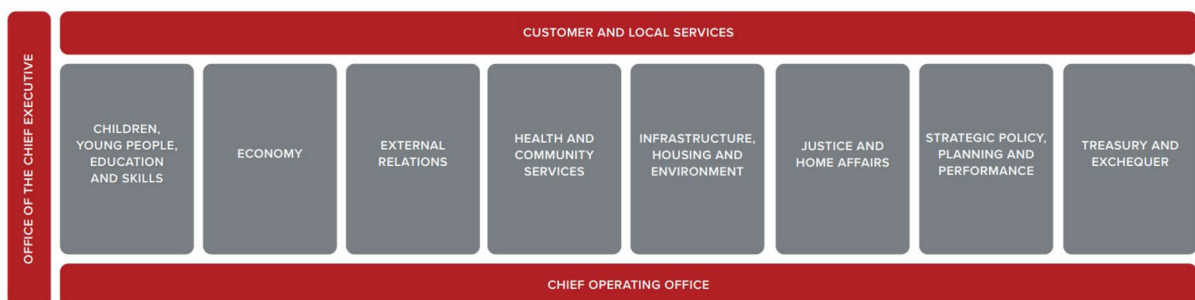 OFFICE OF THE CHIEF EXECUTIVE
CUSTOMER AND LOCAL SERVICES
CHILDREN,
YOUNG PEOPLE,
EDUCATION
AND SKILLS
ECONOMY
EXTERNAL
RELATIONS
HEALTH AND
COMMUNITY
SERVICES
INFRASTRUCTURE,
HOUSING AND
ENVIRONMENT
JUSTICE AND
HOME AFFAIRS
STRATEGIC POLICY,
PLANNING AND
PERFORMANCE
TREASURY AND
EXCHEQUER
CHIEF OPERATING OFFICE